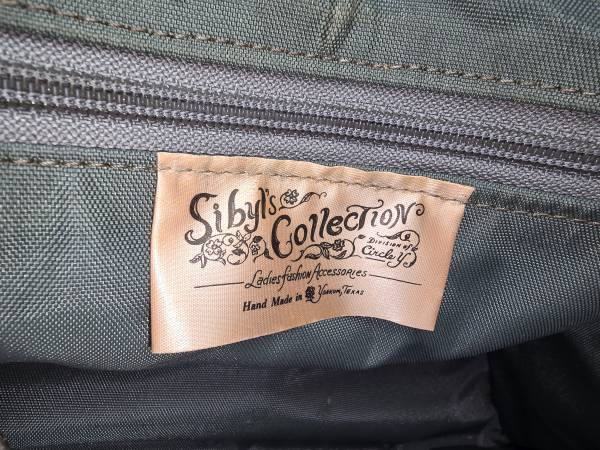 Sibyl's
Collection
Division of
Circle Y
Ladies Fashion Accessories
Hand Made in Yoakum, Texas